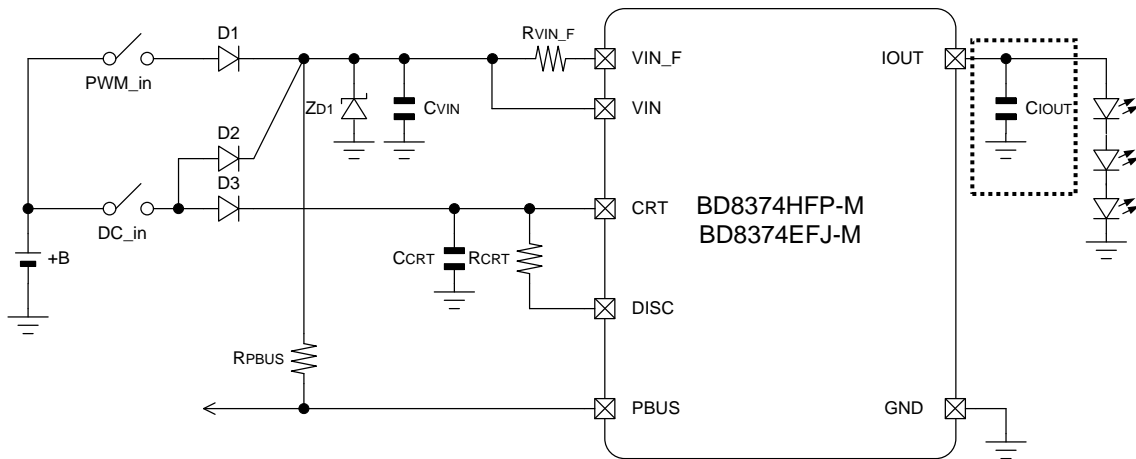 D1
RVIN_F
VIN_F
IOUT
PWM_in
ZD1
CVIN
VIN
CIOUT
D2
D3
CRT
BD8374HFP-M
BD8374EFJ-M
DC_in
+B
CCRT
RCRT
DISC
RPBUS
PBUS
GND